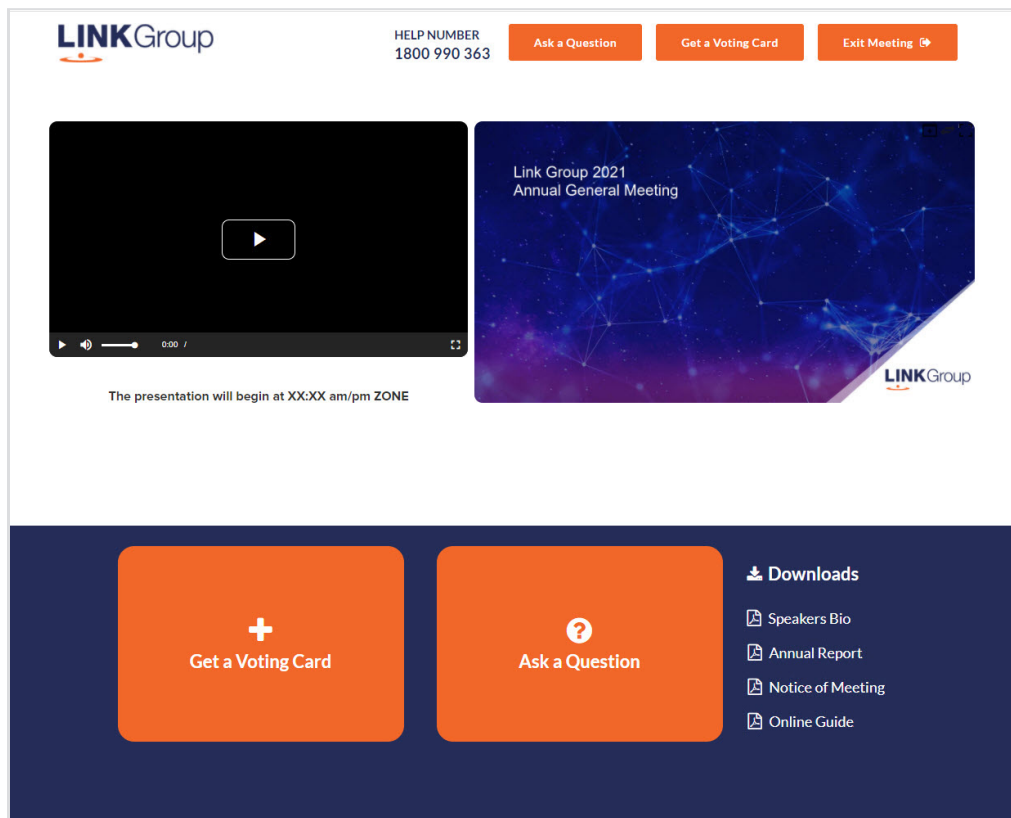 LINKGroup
HELP NUMBER
1800 990 363
Ask a Question
Get a Voting Card
Exit Meeting
Link Group 2021
Annual General Meeting
0:00 /
LINKGroup
The presentation will begin at XX:XX am/pm ZONE
Get a Voting Card
Ask a Question
Downloads
Speakers Bio
Annual Report
Notice of Meeting
Online Guide